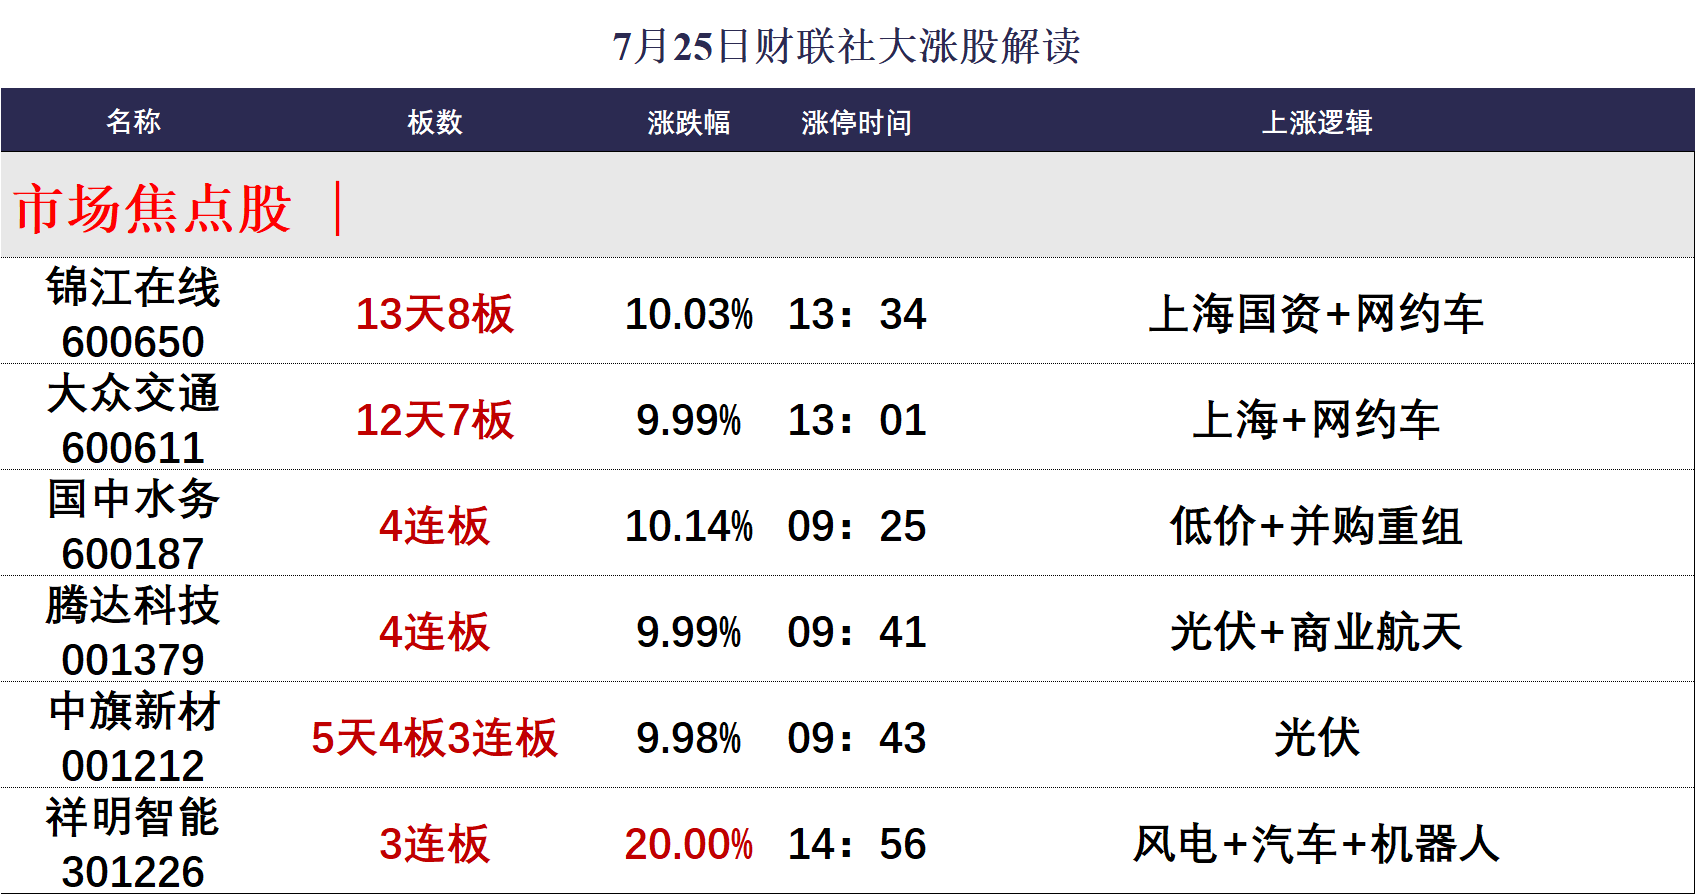 7月25日财联社大涨股解读
名称 板数 涨跌幅 涨停时间 上涨逻辑
市场焦点股 |
锦江在线
600650 13天8板 10.03% 13：34 上海国资+网约车
大众交通
600611 12天7板 9.99% 13：01 上海+网约车
国中水务
600187 4连板 10.14% 09：25 低价+并购重组
腾达科技
001379 4连板 9.99% 09：41 光伏+商业航天
中旗新材
001212 5天4板3连板 9.98% 09：43 光伏
祥明智能
301226 3连板 20.00% 14：56 风电+汽车+机器人